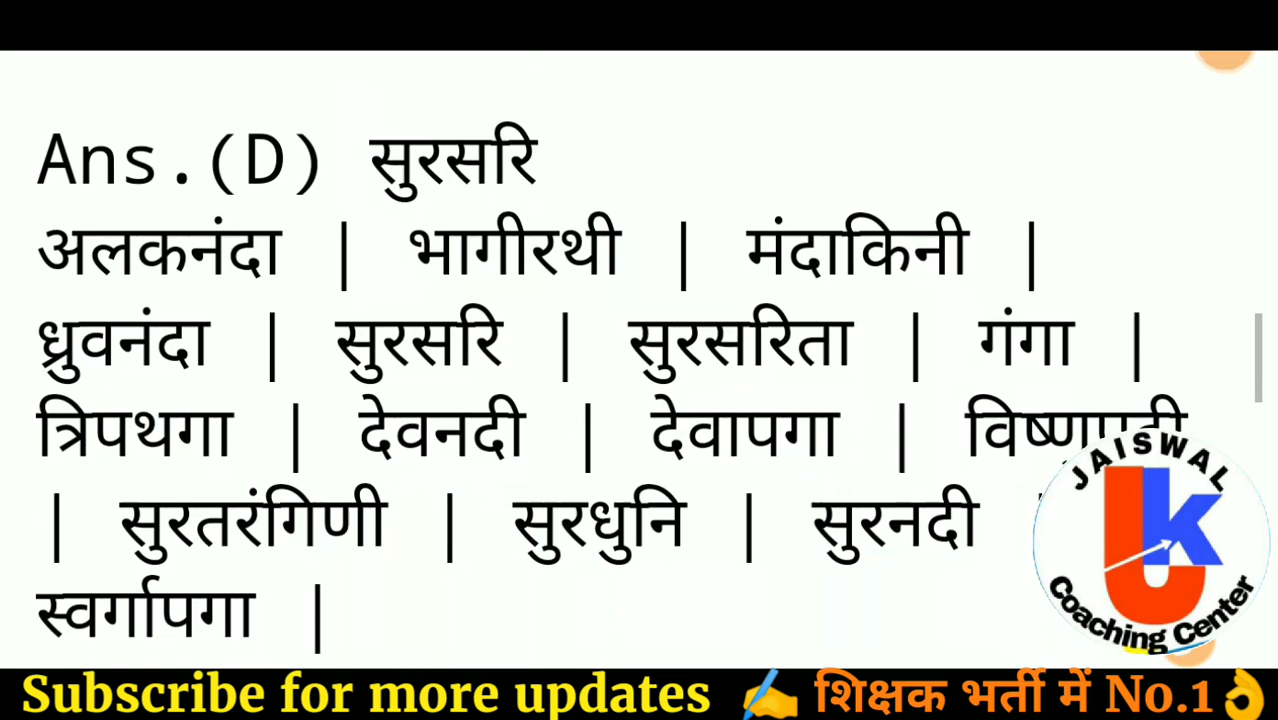 Ans.(D) सुरसरि
अलकनंदा | भागीरथी | मंदाकिनी |
ध्रुवनंदा | सुरसरि | सुरसरिता | गंगा |
त्रिपथगा | देवनदी | देवापगा |
| सुरतरंगिणी | सुरधुनि | सुरनदी
स्वर्गापगा |
JAISWAL
UK
Coaching Center
Subscribe for more updates ✍️ शिक्षक भर्ती में No.1👌